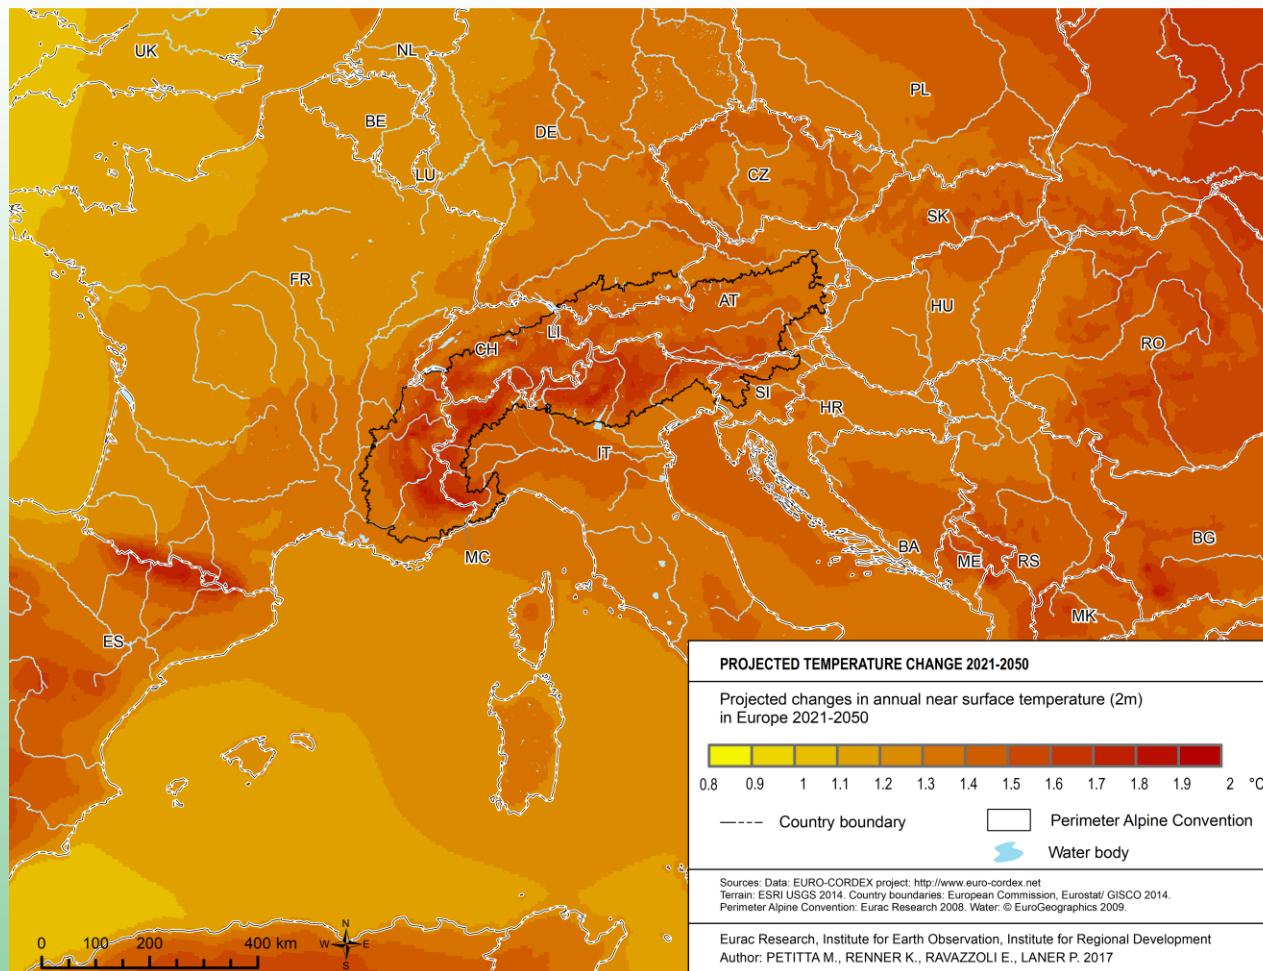 UK
NL
PL
BE
DE
LU
CZ
SK
FR
AT
HU
LI
CH
RO
SI
HR
IT
BG
BA
MC
ME
RS
MK
ES
PROJECTED TEMPERATURE CHANGE 2021-2050
Projected changes in annual near surface temperature (2m)
in Europe 2021-2050
0.8 0.9 1 1.1 1.2 1.3 1.4 1.5 1.6 1.7 1.8 1.9 2 °C
Country boundary
Perimeter Alpine Convention
Water body
Sources: Data: EURO-CORDEX project: http://www.euro-cordex.net
Terrain: ESRI USGS 2014. Country boundaries: European Commission, Eurostat/ GISCO 2014.
Perimeter Alpine Convention: Eurac Research 2008. Water: © EuroGeographics 2009.
Eurac Research, Institute for Earth Observation, Institute for Regional Development
Author: PETITTA M., RENNER K., RAVAZZOLI E., LANER P. 2017
0 100 200 400 km
N
W E
S